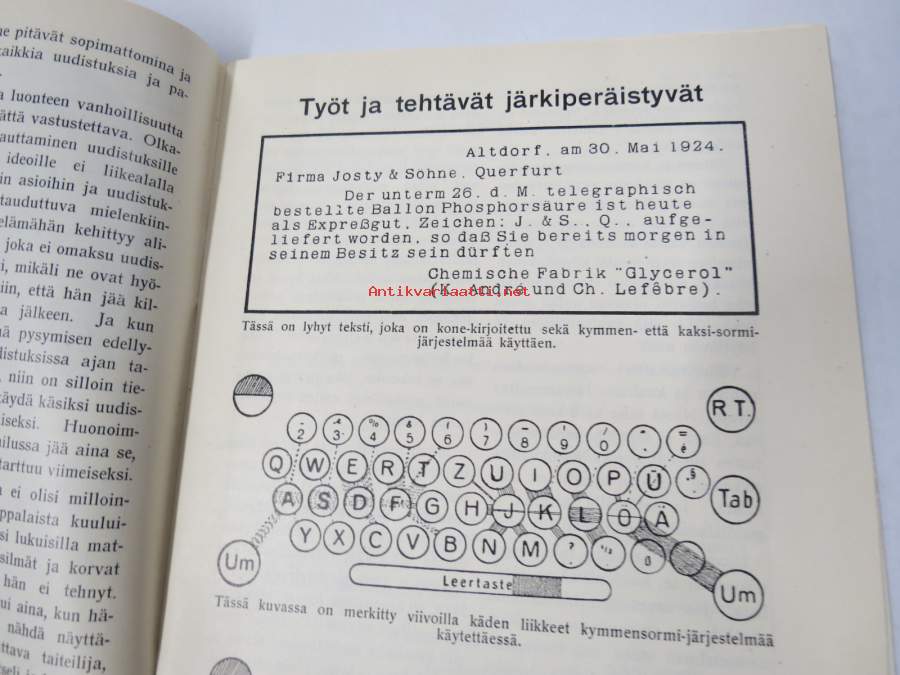 ne pitävät sopimattomina ja
kaikkia uudistuksia ja pa-
luonteen vanhoillisuutta
vastustettava. Olka-
auttaminen uudistuksille
ideoille ei liikealalla
asioihin ja uudistuk-
tauduttuva mielenkiin-
elämähän kehittyy ali-
joka ei omaksu uudis-
i, mikäli ne ovat hyö-
niin, että hän jää kil-
a jälkeen. Ja kun
pysymisen edelly-
distuksissa ajan ta-
niin on silloin tie-
käydä käsiksi uudis-
iseksi. Huonoim-
ailussa jää aina se,
tarttuu viimeiseksi.
ei olisi milloin-
ppalaista kuului-
si lukuisilla mat-
silmät ja korvat
hän ei tehnyt.
ui aina, kun hä-
nähdä näyttä-
ttava taiteilija,
Työt ja tehtävät järkiperäistyvät
Altdorf, am 30. Mai 1924.
Firma Josty & Söhne, Querfurt
Der unterm 26. d. M. telegraphisch
bestellte Ballon Phosphorsäure ist heute
als Expreßgut, Zeichen: J. & S., Q., aufge-
liefert worden, so daß Sie bereits morgen in
seinem Besitz sein dürften
Chemische Fabrik "Glycerol"
(K. André und Ch. Lefêbre).
Antikvariaatti.net
Tässä on lyhyt teksti, joka on kone-kirjoitettu sekä kymmen- että kaksi-sormi-
järjestelmää käyttäen.
R.T.
2 3 4 5 6 7 8 9 0
Q W E R T Z U I O P Ü
Tab
A S D F G H J K L Ö Ä
Y X C V B N M
Um
Um
Leertaste
Tässä kuvassa on merkitty viivoilla käden liikkeet kymmensormi-järjestelmää
käytettäessä.